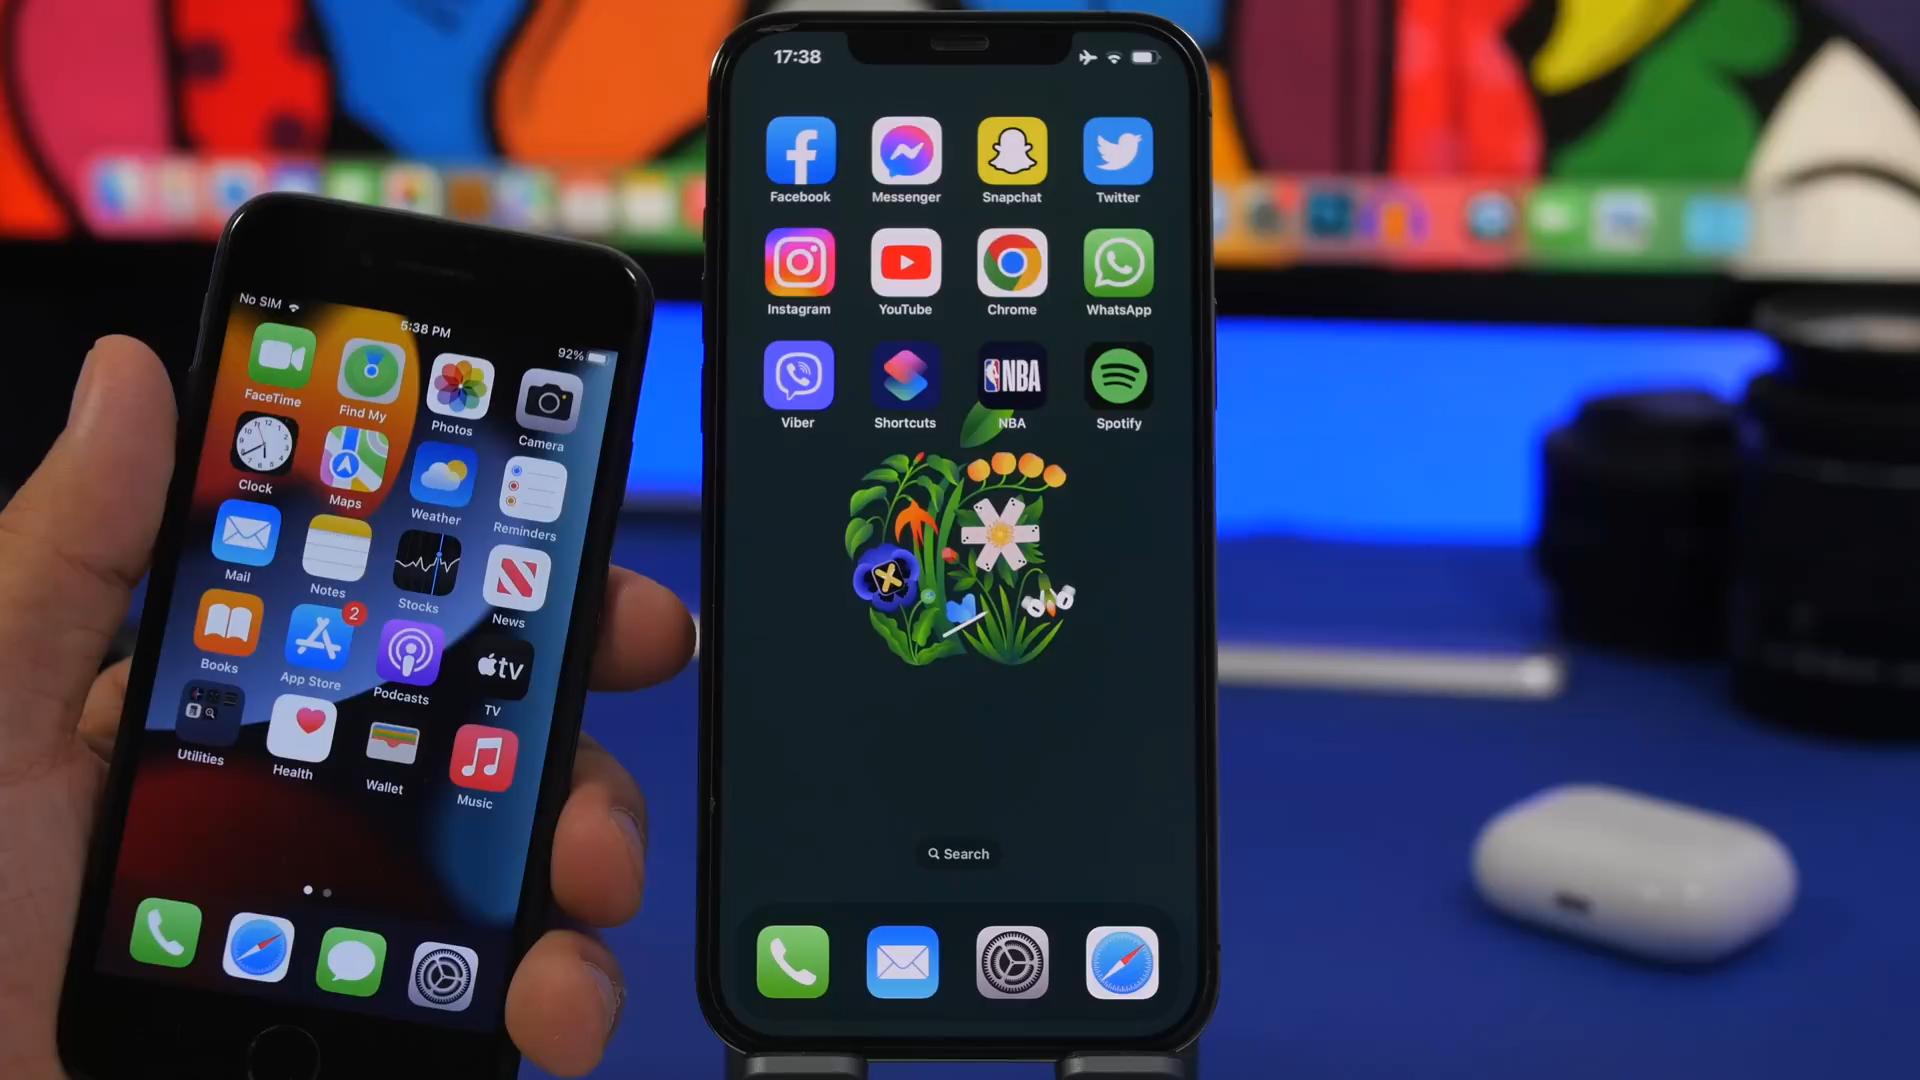 No SIM
5:38 PM
92%
FaceTime
Find My
Photos
Camera
Clock
Maps
Weather
Reminders
Mail
Notes
Stocks
News
Books
2
App Store
Podcasts
tv
TV
Utilities
Health
Wallet
Music
17:38
Facebook
Messenger
Snapchat
Twitter
Instagram
YouTube
Chrome
WhatsApp
Viber
Shortcuts
NBA
NBA
Spotify
Search